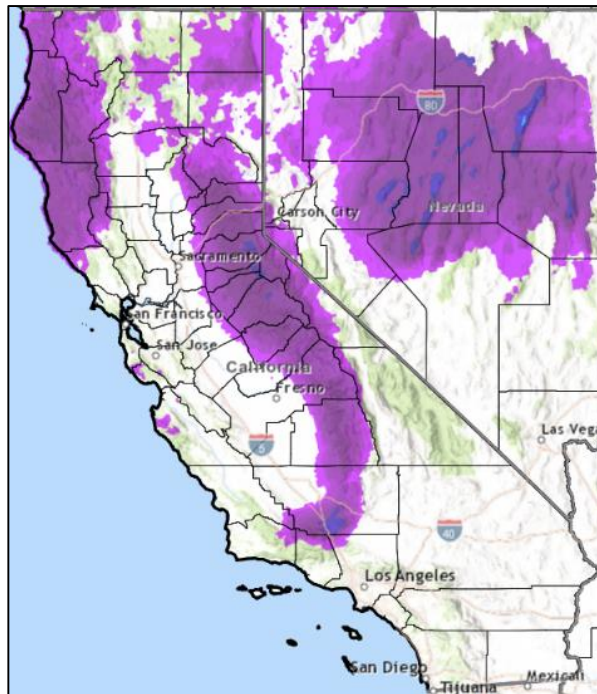 80
Nevada
Carson City
Sacramento
San Francisco
San Jose
California
Fresno
5
Las Vega
40
Los Angeles
San Diego
Tijuana
Mexicali